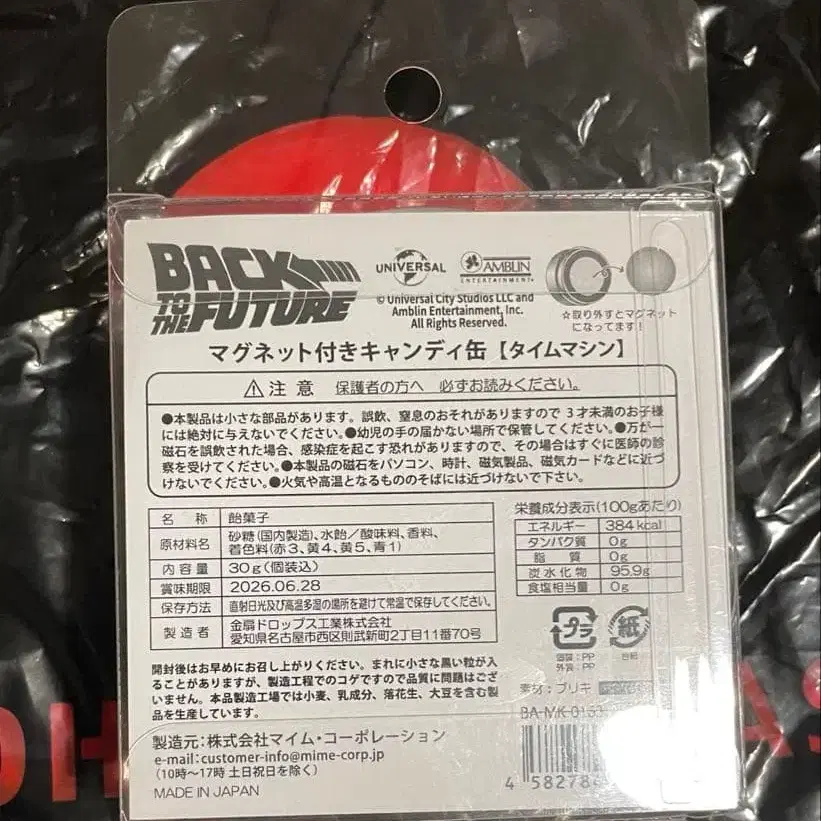 BACK
TO THE FUTURE
UNIVERSAL
AMBLIN
ENTERTAINMENT
© Universal City Studios LLC and
Amblin Entertainment, Inc.
All Rights Reserved.
☆取り外すとマグネット
になってます!
マグネット付きキャンディ缶【タイムマシン】
⚠注 意 保護者の方へ 必ずお読みください。
●本製品は小さな部品があります。誤飲、窒息のおそれがありますので3才未満のお子様
には絶対に与えないでください。●幼児の手の届かない場所で保管してください。●万が一
磁石を誤飲された場合、感染症を起こす恐れがありますので、その場合はすぐに医師の診
察を受けてください。●本製品の磁石をパソコン、時計、磁気製品、磁気カードなどに近づ
けないでください。●火気や高温となるもののそばには近づけないで下さい。
名 称 飴菓子
原材料名 砂糖(国内製造)、水飴/酸味料、香料、
着色料(赤3、黄4、黄5、青1)
内容量 30g(個装込)
賞味期限 2026.06.28
保存方法 直射日光及び高温多湿の場所を避けて常温で保存してください。
製造者 金扇ドロップス工業株式会社
愛知県名古屋市西区則武新町2丁目11番70号
栄養成分表示(100gあたり)
エネルギー 384kcal
タンパク質 0g
脂 質 0g
炭水化物 95.9g
食塩相当量 0g
プラ
紙
個装:PP
外装:PP
台紙
開封後はお早めにお召し上がりください。まれに小さな黒い粒が入
ることがありますが、製造工程でのコゲですので品質に問題はござ
いません。本品製造工場では小麦、乳成分、落花生、大豆を含む製
品を生産しています。
素材:ブリキ
BA-MK-0153
製造元:株式会社マイム・コーポレーション
e-mail:customer-info@mime-corp.jp
(10時〜17時 土日祝日を除く)
MADE IN JAPAN
4 58278